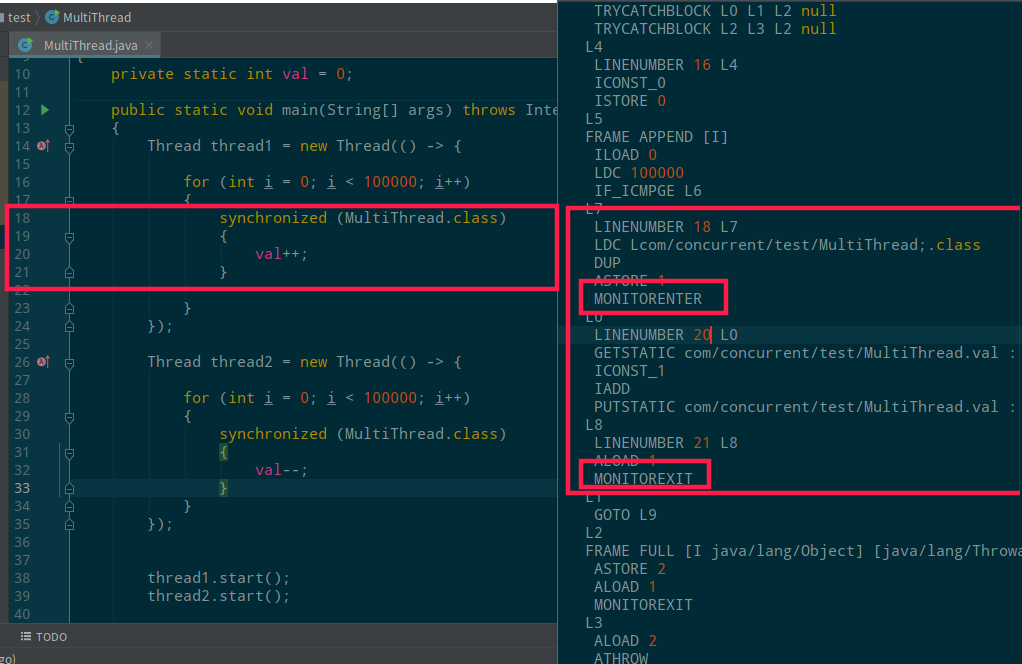 test MultiThread
MultiThread.java ×
10 private static int val = 0;
11
12 public static void main(String[] args) throws Inte
13 {
14 Thread thread1 = new Thread(() -> {
15
16 for (int i = 0; i < 100000; i++)
17 {
18 synchronized (MultiThread.class)
19 {
20 val++;
21 }
22
23 }
24 });
25
26 Thread thread2 = new Thread(() -> {
27
28 for (int i = 0; i < 100000; i++)
29 {
30 synchronized (MultiThread.class)
31 {
32 val--;
33 }
34 }
35 });
36
37
38 thread1.start();
39 thread2.start();
40
TODO
go)
TRYCATCHBLOCK L0 L1 L2 null
TRYCATCHBLOCK L2 L3 L2 null
L4
LINENUMBER 16 L4
ICONST_0
ISTORE 0
L5
FRAME APPEND [I]
ILOAD 0
LDC 100000
IF_ICMPGE L6
L7
LINENUMBER 18 L7
LDC Lcom/concurrent/test/MultiThread;.class
DUP
ASTORE 1
MONITORENTER
L0
LINENUMBER 20 L0
GETSTATIC com/concurrent/test/MultiThread.val :
ICONST_1
IADD
PUTSTATIC com/concurrent/test/MultiThread.val :
L8
LINENUMBER 21 L8
ALOAD 1
MONITOREXIT
L1
GOTO L9
L2
FRAME FULL [I java/lang/Object] [java/lang/Throwa
ASTORE 2
ALOAD 1
MONITOREXIT
L3
ALOAD 2
ATHROW